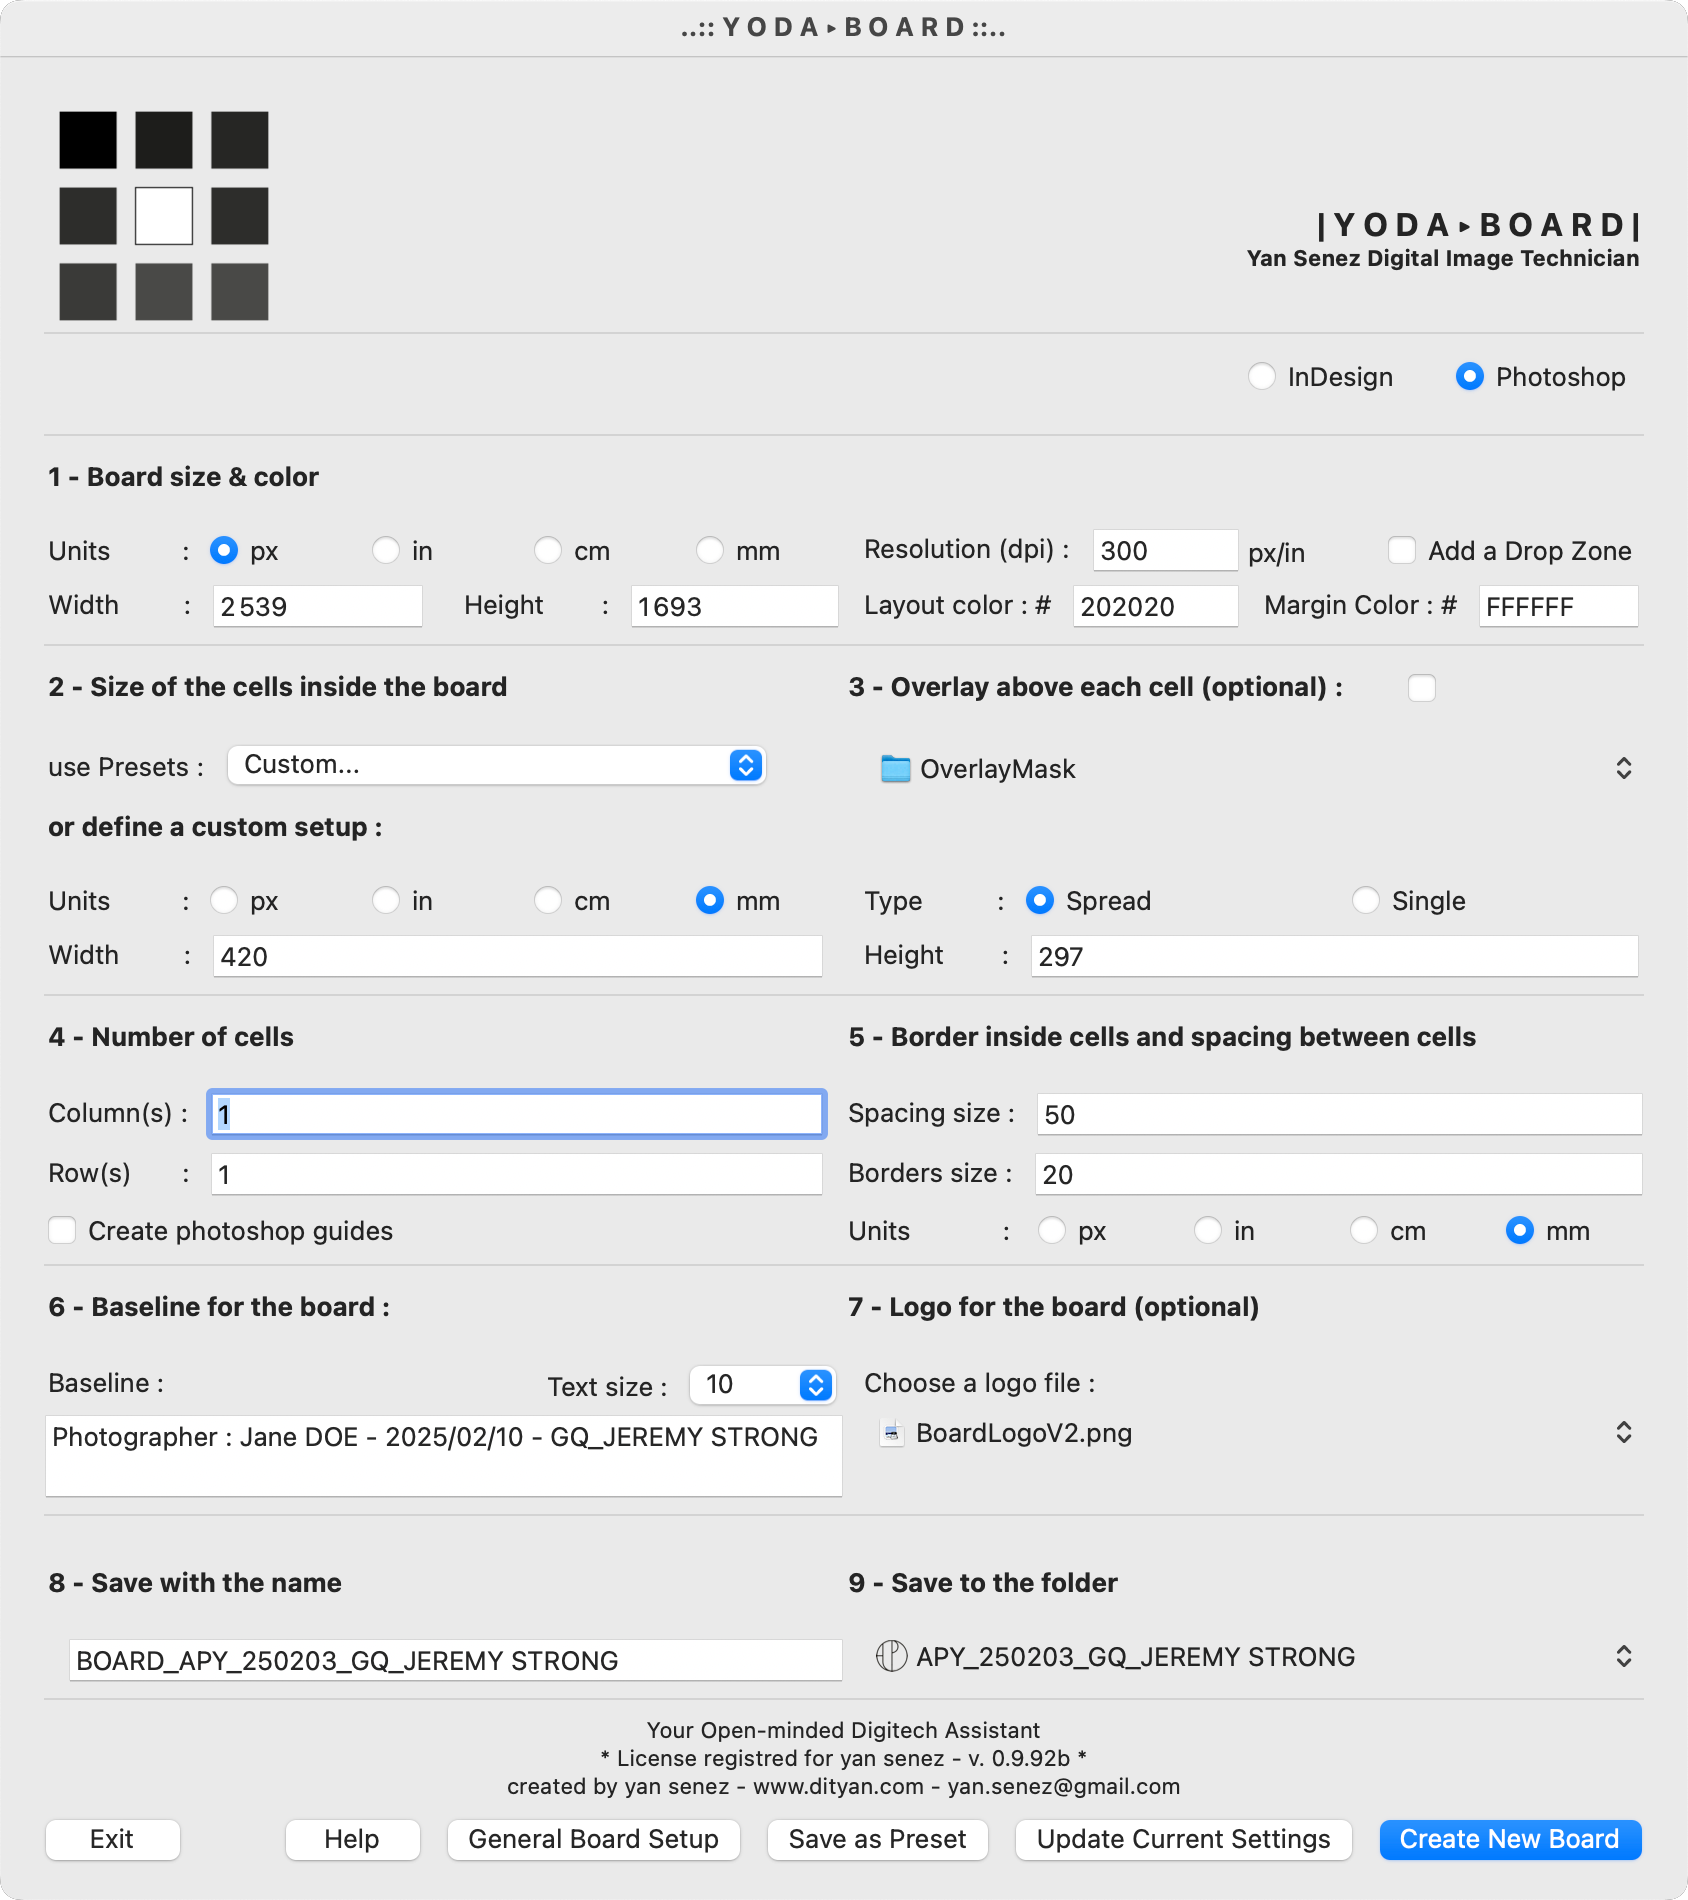 ..:: Y O D A ▸ B O A R D ::..
| Y O D A ▸ B O A R D |
Yan Senez Digital Image Technician
InDesign Photoshop
1 - Board size & color
Units : px in cm mm Resolution (dpi) : 300 px/in Add a Drop Zone
Width : 2 539 Height : 1 693 Layout color : # 202020 Margin Color : # FFFFFF
2 - Size of the cells inside the board 3 - Overlay above each cell (optional) :
use Presets : Custom... OverlayMask
or define a custom setup :
Units : px in cm mm Type : Spread Single
Width : 420 Height : 297
4 - Number of cells 5 - Border inside cells and spacing between cells
Column(s) : 1 Spacing size : 50
Row(s) : 1 Borders size : 20
Create photoshop guides Units : px in cm mm
6 - Baseline for the board : 7 - Logo for the board (optional)
Baseline : Text size : 10 Choose a logo file :
Photographer : Jane DOE - 2025/02/10 - GQ_JEREMY STRONG BoardLogoV2.png
8 - Save with the name 9 - Save to the folder
BOARD_APY_250203_GQ_JEREMY STRONG APY_250203_GQ_JEREMY STRONG
Your Open-minded Digitech Assistant
* License registred for yan senez - v. 0.9.92b *
created by yan senez - www.dityan.com - yan.senez@gmail.com
Exit Help General Board Setup Save as Preset Update Current Settings Create New Board